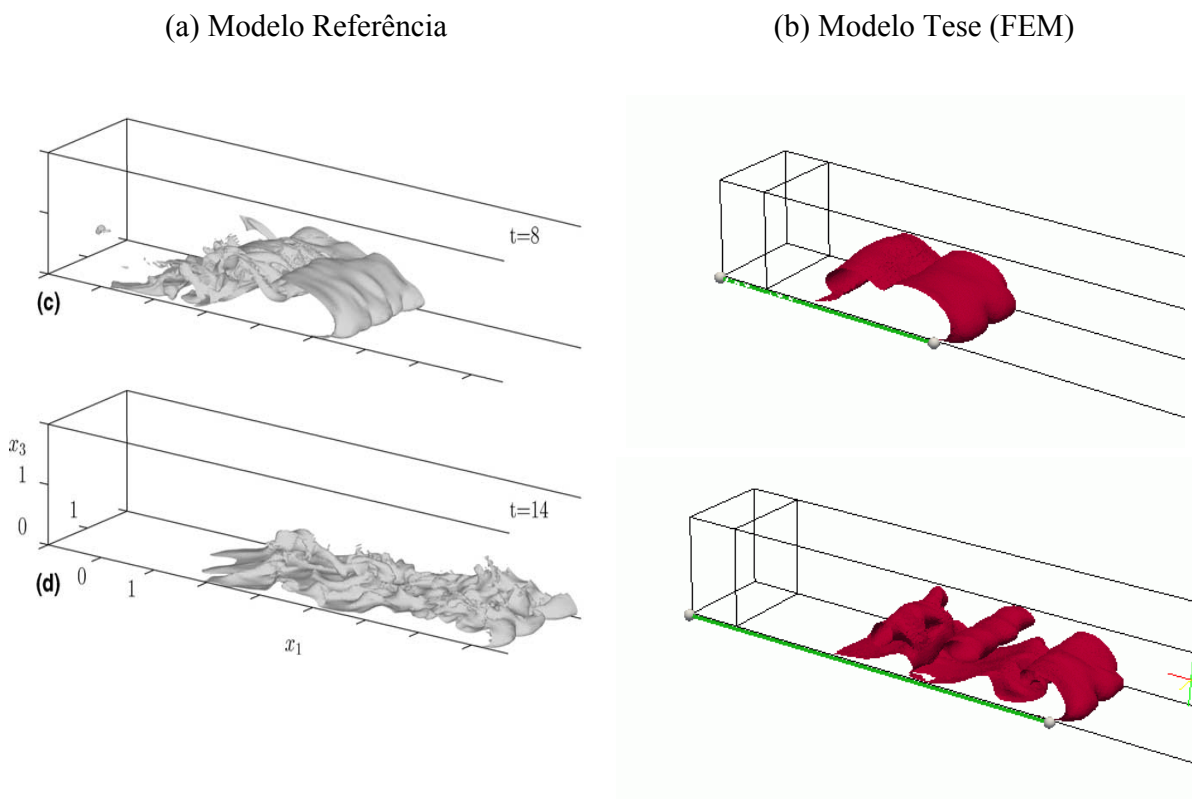 (a) Modelo Referência
(b) Modelo Tese (FEM)
t=8
(c)
x₃
1
0
1
0
1
t=14
(d)
x₁